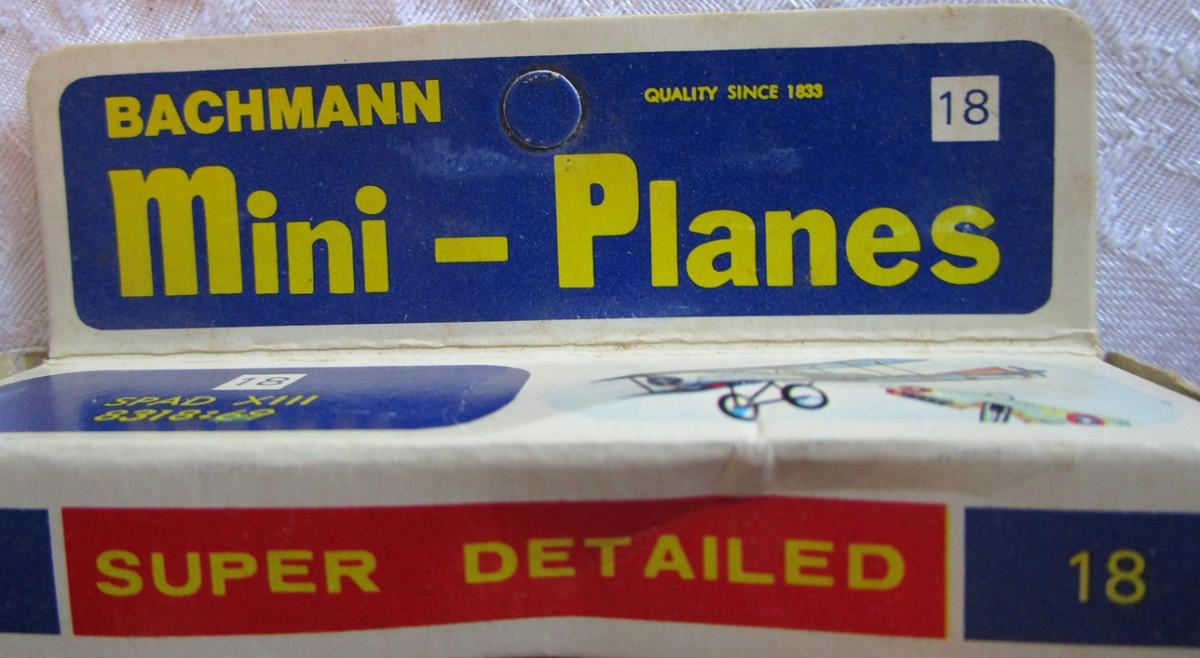 BACHMANN
QUALITY SINCE 1833
18
Mini - Planes
18
SPAD XIII
8318:69
SUPER DETAILED
18